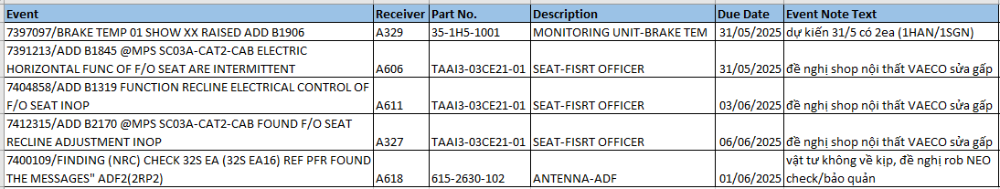 Event Receiver Part No. Description Due Date Event Note Text
7397097/BRAKE TEMP 01 SHOW XX RAISED ADD B1906 A329 35-1H5-1001 MONITORING UNIT-BRAKE TEM 31/05/2025 dự kiến 31/5 có 2ea (1HAN/1SGN)
7391213/ADD B1845 @MPS SC03A-CAT2-CAB ELECTRIC
HORIZONTAL FUNC OF F/O SEAT ARE INTERMITTENT A606 TAAI3-03CE21-01 SEAT-FISRT OFFICER 31/05/2025 đề nghị shop nội thất VAECO sửa gấp
7404858/ADD B1319 FUNCTION RECLINE ELECTRICAL CONTROL OF
F/O SEAT INOP A611 TAAI3-03CE21-01 SEAT-FISRT OFFICER 03/06/2025 đề nghị shop nội thất VAECO sửa gấp
7412315/ADD B2170 @MPS SC03A-CAT2-CAB FOUND F/O SEAT
RECLINE ADJUSTMENT INOP A327 TAAI3-03CE21-01 SEAT-FISRT OFFICER 06/06/2025 đề nghị shop nội thất VAECO sửa gấp
7400109/FINDING (NRC) CHECK 32S EA (32S EA16) REF PFR FOUND vật tư không về kịp, đề nghị rob NEO
THE MESSAGES" ADF2(2RP2) A618 615-2630-102 ANTENNA-ADF 01/06/2025 check/bảo quản